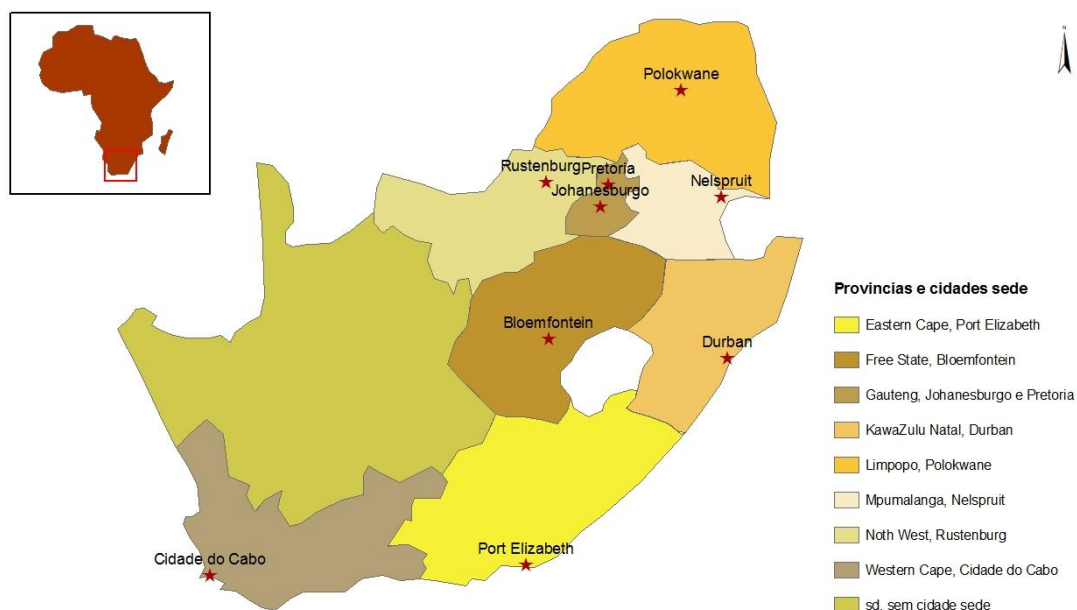 N
Polokwane
Rustenburg
Pretoria
Johanesburgo
Nelspruit
Bloemfontein
Durban
Port Elizabeth
Cidade do Cabo
Provincias e cidades sede
Eastern Cape, Port Elizabeth
Free State, Bloemfontein
Gauteng, Johanesburgo e Pretoria
KawaZulu Natal, Durban
Limpopo, Polokwane
Mpumalanga, Nelspruit
Noth West, Rustenburg
Western Cape, Cidade do Cabo
sd, sem cidade sede